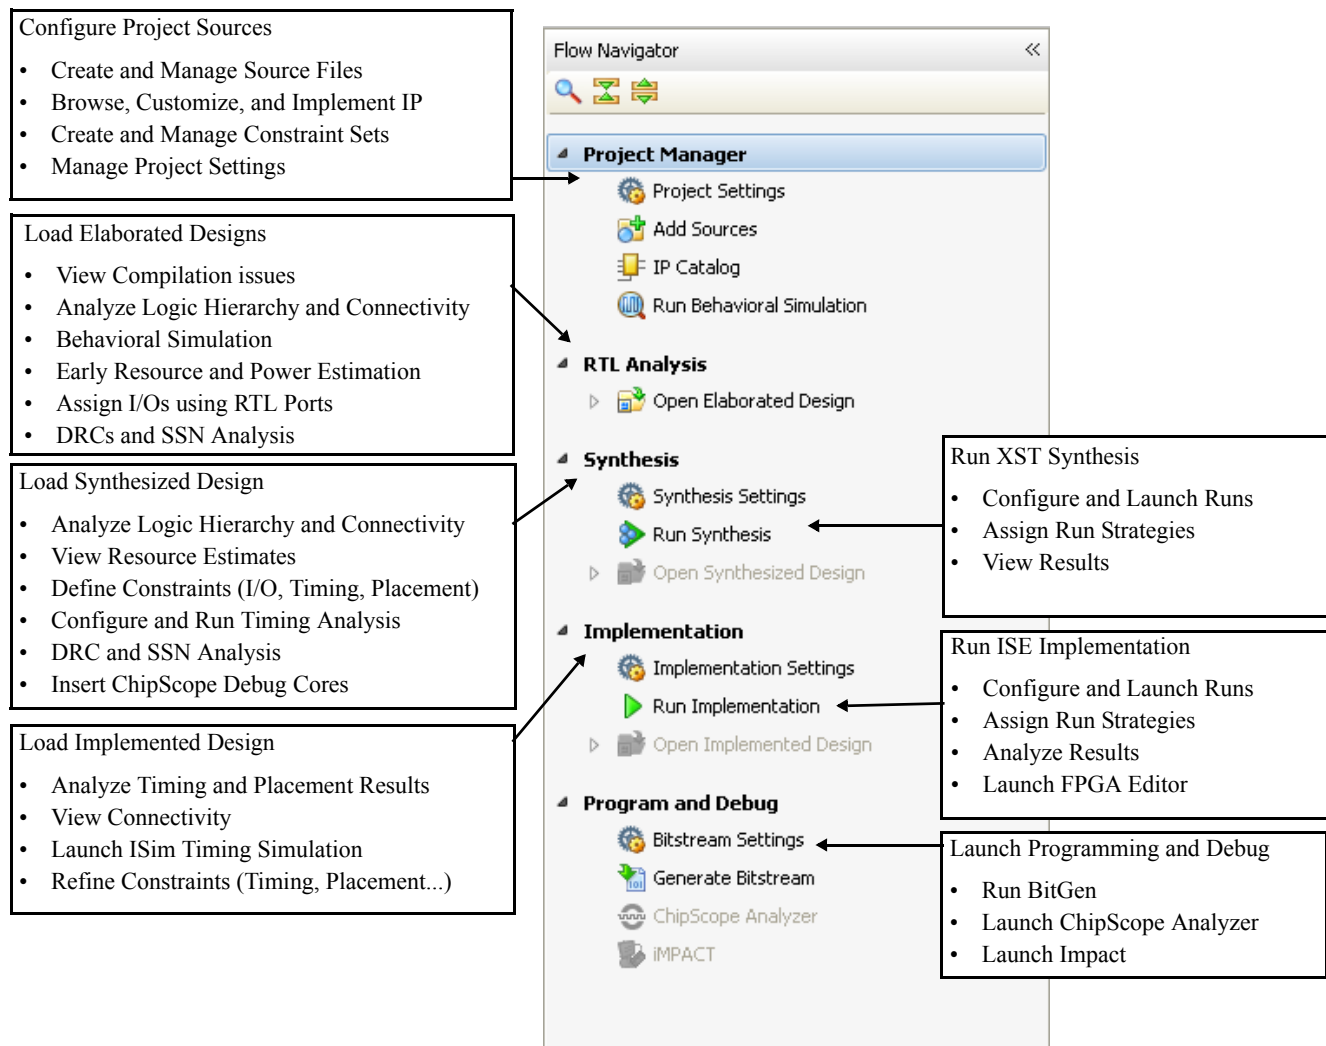 Configure Project Sources
• Create and Manage Source Files
• Browse, Customize, and Implement IP
• Create and Manage Constraint Sets
• Manage Project Settings
Load Elaborated Designs
• View Compilation issues
• Analyze Logic Hierarchy and Connectivity
• Behavioral Simulation
• Early Resource and Power Estimation
• Assign I/Os using RTL Ports
• DRCs and SSN Analysis
Load Synthesized Design
• Analyze Logic Hierarchy and Connectivity
• View Resource Estimates
• Define Constraints (I/O, Timing, Placement)
• Configure and Run Timing Analysis
• DRC and SSN Analysis
• Insert ChipScope Debug Cores
Load Implemented Design
• Analyze Timing and Placement Results
• View Connectivity
• Launch ISim Timing Simulation
• Refine Constraints (Timing, Placement...)
Flow Navigator
Project Manager
Project Settings
Add Sources
IP Catalog
Run Behavioral Simulation
RTL Analysis
Open Elaborated Design
Synthesis
Synthesis Settings
Run Synthesis
Open Synthesized Design
Implementation
Implementation Settings
Run Implementation
Open Implemented Design
Program and Debug
Bitstream Settings
Generate Bitstream
ChipScope Analyzer
iMPACT
Run XST Synthesis
• Configure and Launch Runs
• Assign Run Strategies
• View Results
Run ISE Implementation
• Configure and Launch Runs
• Assign Run Strategies
• Analyze Results
• Launch FPGA Editor
Launch Programming and Debug
• Run BitGen
• Launch ChipScope Analyzer
• Launch Impact